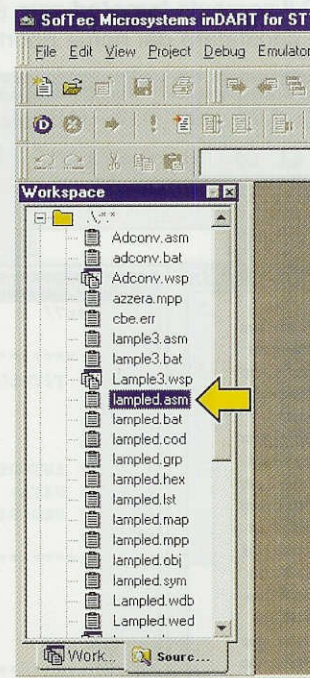 SofTec Microsystems inDART for ST
File Edit View Project Debug Emulator
Workspace
.\*.*
Adconv.asm
adconv.bat
Adconv.wsp
azzera.mpp
cbe.err
lample3.asm
lample3.bat
Lample3.wsp
lampled.asm
lampled.bat
lampled.cod
lampled.grp
lampled.hex
lampled.lst
lampled.map
lampled.mpp
lampled.obj
lampled.sym
Lampled.wdb
Lampled.wed
Work... Sourc...